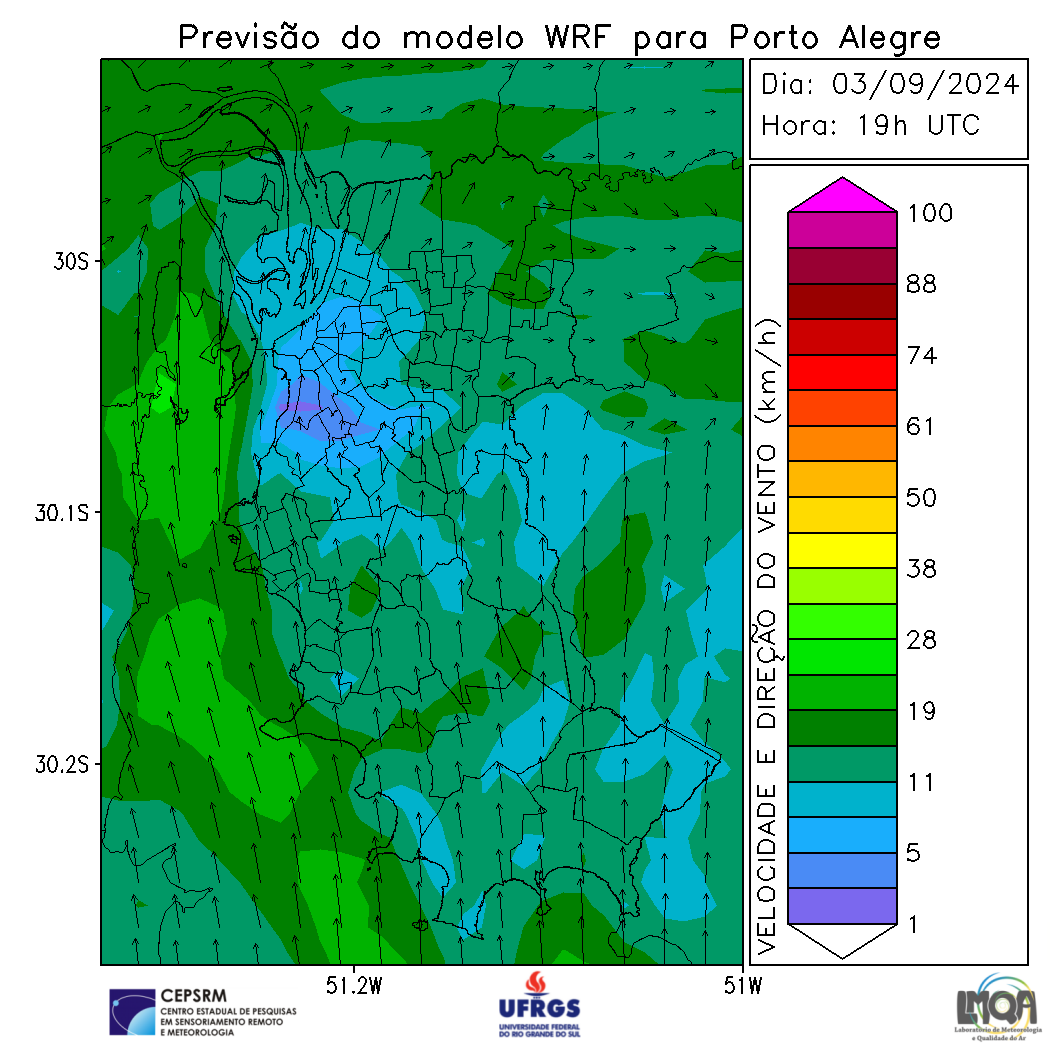 Previsão do modelo WRF para Porto Alegre
Dia: 03/09/2024
Hora: 19h UTC
30S
30.1S
30.2S
51.2W
51W
VELOCIDADE E DIREÇÃO DO VENTO (km/h)
100
88
74
61
50
38
28
19
11
5
1
CEPSRM
CENTRO ESTADUAL DE PESQUISAS
EM SENSORIAMENTO REMOTO
E METEOROLOGIA
UFRGS
UNIVERSIDADE FEDERAL
DO RIO GRANDE DO SUL
LMQA
Laboratório de Meteorologia
e Qualidade do Ar